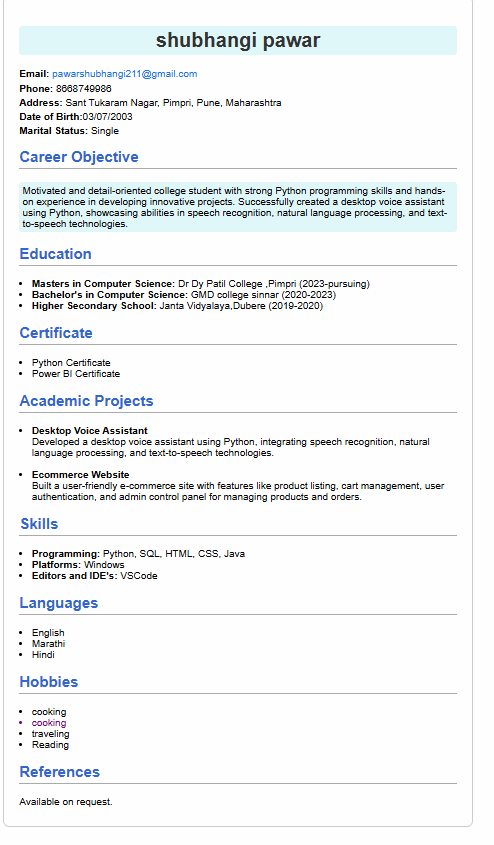 shubhangi pawar
Email: pawarshubhangi211@gmail.com
Phone: 8668749986
Address: Sant Tukaram Nagar, Pimpri, Pune, Maharashtra
Date of Birth:03/07/2003
Marital Status: Single
Career Objective
Motivated and detail-oriented college student with strong Python programming skills and hands-
on experience in developing innovative projects. Successfully created a desktop voice assistant
using Python, showcasing abilities in speech recognition, natural language processing, and text-
to-speech technologies.
Education
• Masters in Computer Science: Dr Dy Patil College ,Pimpri (2023-pursuing)
• Bachelor's in Computer Science: GMD college sinnar (2020-2023)
• Higher Secondary School: Janta Vidyalaya,Dubere (2019-2020)
Certificate
• Python Certificate
• Power BI Certificate
Academic Projects
• Desktop Voice Assistant
Developed a desktop voice assistant using Python, integrating speech recognition, natural
language processing, and text-to-speech technologies.
• Ecommerce Website
Built a user-friendly e-commerce site with features like product listing, cart management, user
authentication, and admin control panel for managing products and orders.
Skills
• Programming: Python, SQL, HTML, CSS, Java
• Platforms: Windows
• Editors and IDE's: VSCode
Languages
• English
• Marathi
• Hindi
Hobbies
• cooking
• cooking
• traveling
• Reading
References
Available on request.